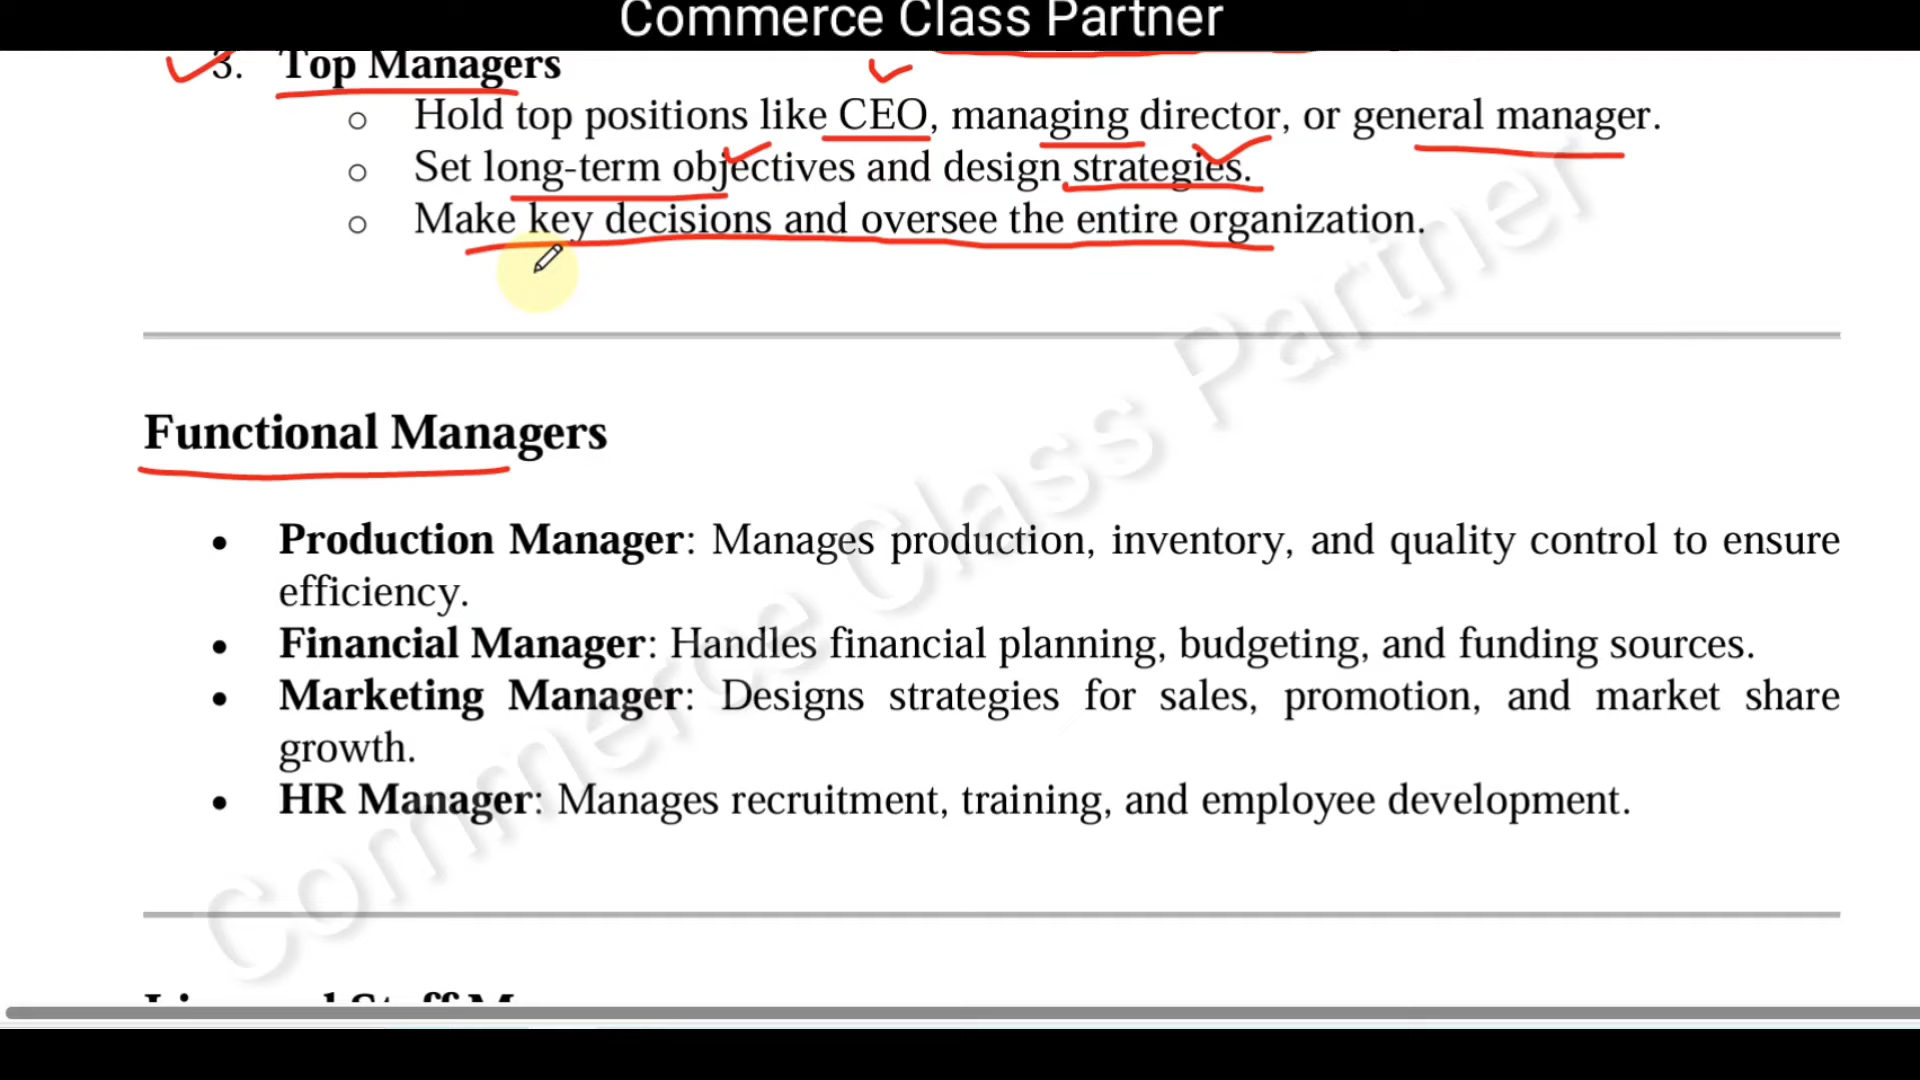 Commerce Class Partner
3. Top Managers
○ Hold top positions like CEO, managing director, or general manager.
○ Set long-term objectives and design strategies.
○ Make key decisions and oversee the entire organization.
Functional Managers
• Production Manager: Manages production, inventory, and quality control to ensure
efficiency.
• Financial Manager: Handles financial planning, budgeting, and funding sources.
• Marketing Manager: Designs strategies for sales, promotion, and market share
growth.
• HR Manager: Manages recruitment, training, and employee development.
Commerce Class Partner